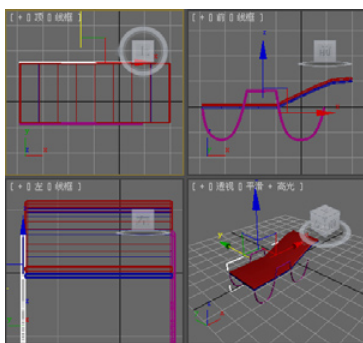 [ + 0 顶 0 线框 ]
[ + 0 前 0 线框 ]
[ + 0 左 0 线框 ]
[ + 0 透视 0 平滑 + 高光 ]